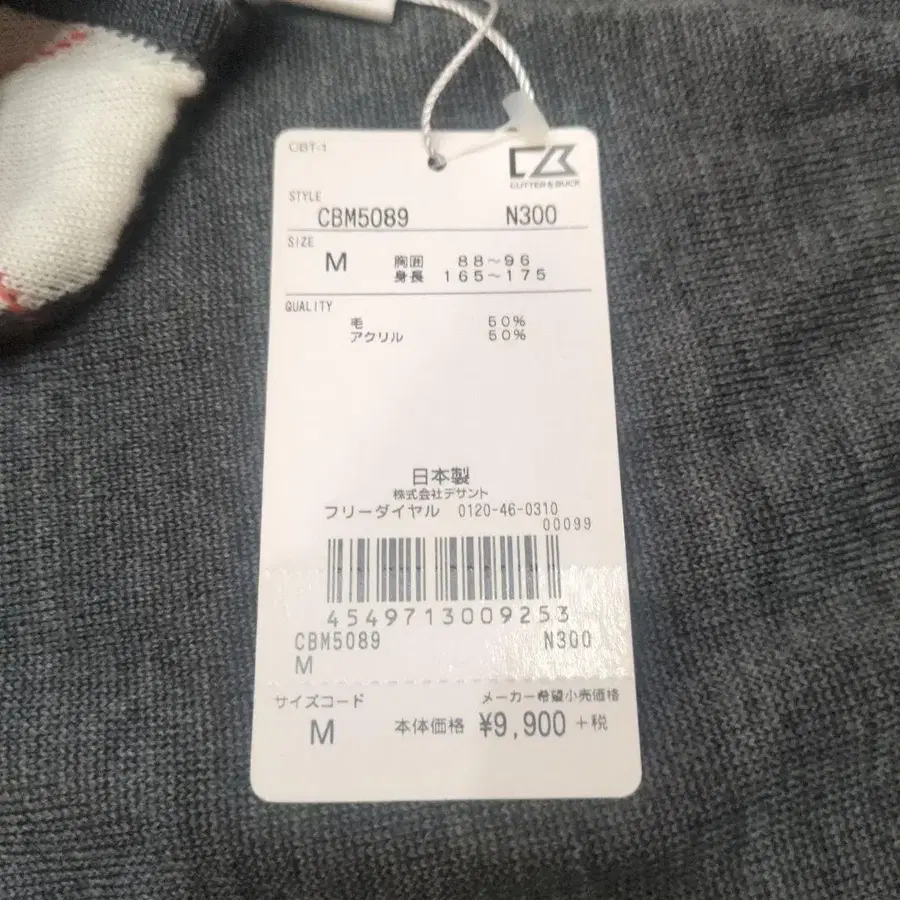 CBT-1
CUTTER & BUCK
STYLE
CBM5089 N300
SIZE
M 胸囲 88～96
身長 165～175
QUALITY
毛 50%
アクリル 50%
日本製
株式会社デサント
フリーダイヤル 0120-46-0310
00099
4549713009253
CBM5089 N300
M
サイズコード メーカー希望小売価格
M 本体価格 ¥9,900 +税